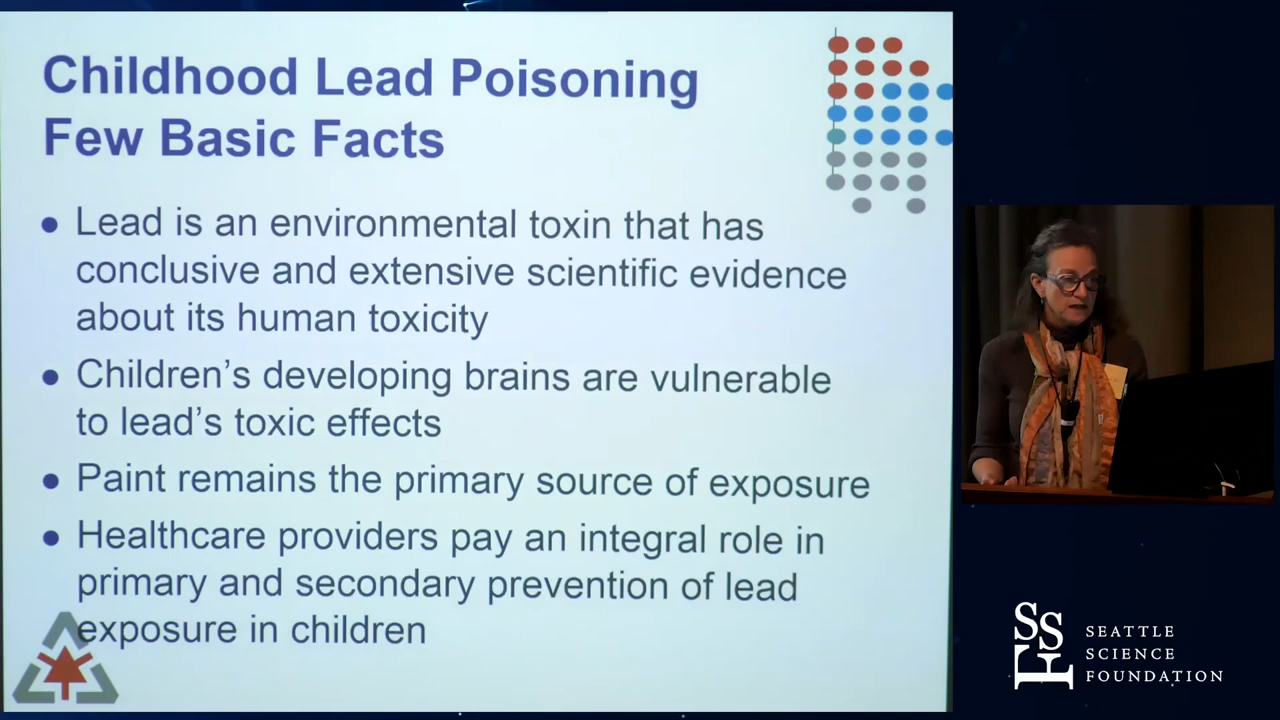 Childhood Lead Poisoning
Few Basic Facts
• Lead is an environmental toxin that has
conclusive and extensive scientific evidence
about its human toxicity
• Children’s developing brains are vulnerable
to lead’s toxic effects
• Paint remains the primary source of exposure
• Healthcare providers pay an integral role in
primary and secondary prevention of lead
exposure in children
SSF
SEATTLE
SCIENCE
FOUNDATION